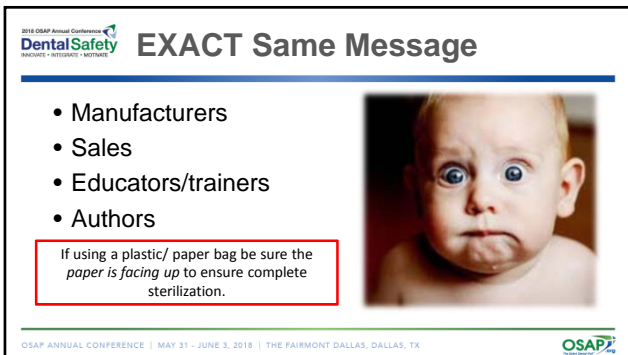 2018 OSAP Annual Conference
DentalSafety
INNOVATE • INTEGRATE • MOTIVATE
EXACT Same Message
• Manufacturers
• Sales
• Educators/trainers
• Authors
If using a plastic/ paper bag be sure the
paper is facing up to ensure complete
sterilization.
OSAP ANNUAL CONFERENCE | MAY 31 - JUNE 3, 2018 | THE FAIRMONT DALLAS, DALLAS, TX
OSAP.org